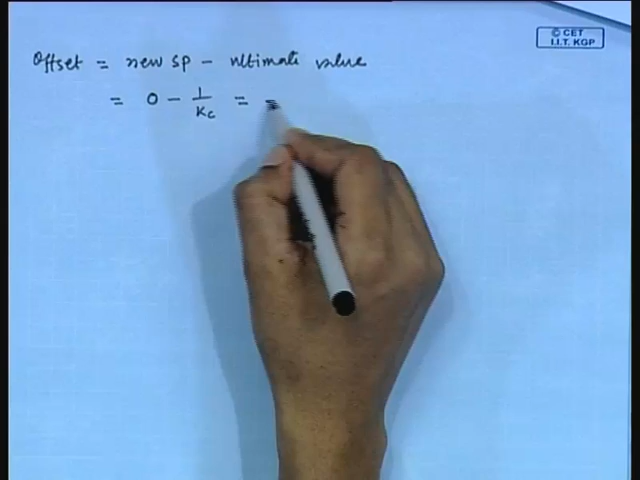 © CET
I.I.T. KGP
Offset = new SP - ultimate value
= 0 - 1/Kc = -